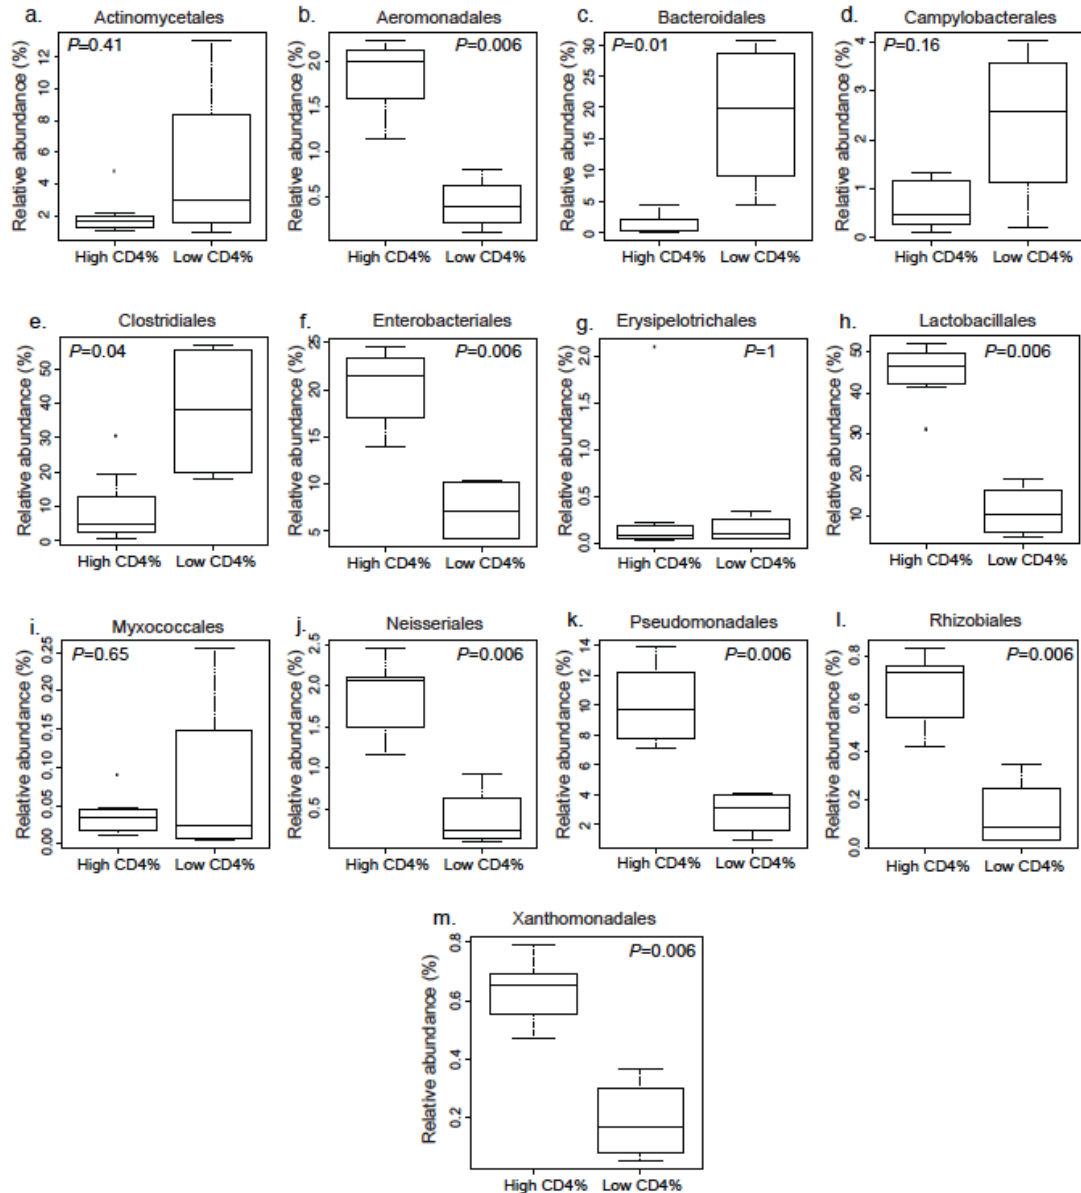 a. Actinomycetales
P=0.41
Relative abundance (%)
2 4 6 8 10 12
High CD4% Low CD4%
b. Aeromonadales
P=0.006
Relative abundance (%)
0.5 1.0 1.5 2.0
High CD4% Low CD4%
c. Bacteroidales
P=0.01
Relative abundance (%)
0 5 10 15 20 25 30
High CD4% Low CD4%
d. Campylobacterales
P=0.16
Relative abundance (%)
0 1 2 3 4
High CD4% Low CD4%
e. Clostridiales
P=0.04
Relative abundance (%)
0 10 20 30 40 50
High CD4% Low CD4%
f. Enterobacteriales
P=0.006
Relative abundance (%)
5 10 15 20 25
High CD4% Low CD4%
g. Erysipelotrichales
P=1
Relative abundance (%)
0.0 0.5 1.0 1.5 2.0
High CD4% Low CD4%
h. Lactobacillales
P=0.006
Relative abundance (%)
10 20 30 40 50
High CD4% Low CD4%
i. Myxococcales
P=0.65
Relative abundance (%)
0.00 0.05 0.10 0.15 0.20 0.25
High CD4% Low CD4%
j. Neisseriales
P=0.006
Relative abundance (%)
0.5 1.0 1.5 2.0 2.5
High CD4% Low CD4%
k. Pseudomonadales
P=0.006
Relative abundance (%)
2 4 6 8 10 12 14
High CD4% Low CD4%
l. Rhizobiales
P=0.006
Relative abundance (%)
0.0 0.2 0.4 0.6 0.8
High CD4% Low CD4%
m. Xanthomonadales
P=0.006
Relative abundance (%)
0.2 0.4 0.6 0.8
High CD4% Low CD4%